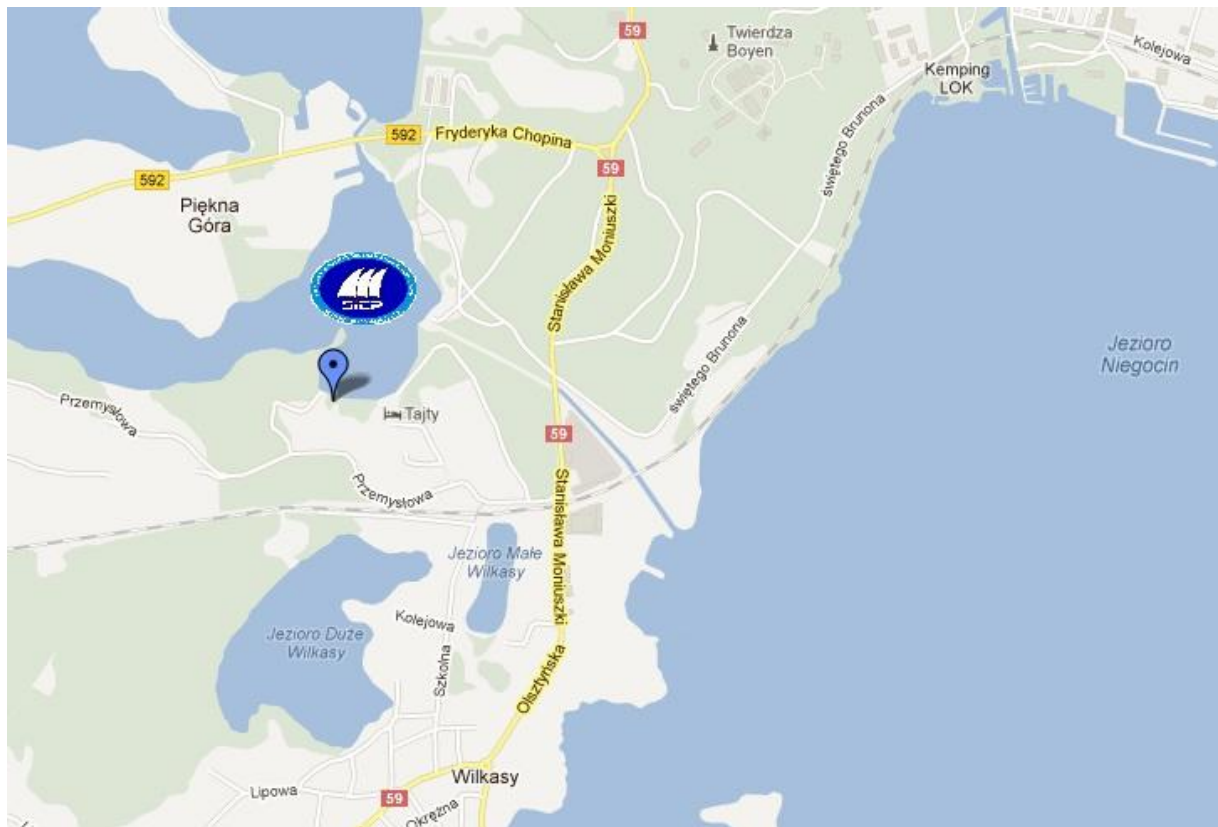 59
Twierdza
Boyen
Kolejowa
Kemping
LOK
592
Fryderyka Chopina
świętego Brunona
59
592
Piękna
Góra
Stanisława Moniuszki
SIEP
Jezioro
Niegocin
świętego Brunona
Przemysłowa
Tajty
59
Przemysłowa
Stanisława Moniuszki
Jezioro Małe
Wilkasy
Kolejowa
Jezioro Duże
Wilkasy
Szkolna
Olsztyńska
Wilkasy
Lipowa
59
Okrężna